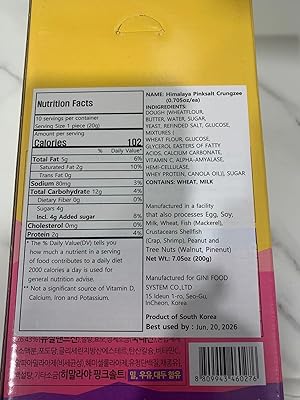 Nutrition Facts
10 servings per container
Serving Size 1 piece (20g)
Amount per serving
Calories 102
% Daily Value*
Total Fat 5g 6%
Saturated Fat 2g 10%
Trans Fat 0g
Sodium 80mg 3%
Total Carbohydrate 12g 4%
Dietary Fiber 0g 0%
Sugars 4g
Incl. 4g Added sugar 8%
Cholesterol 0mg 0%
Protein 2g 4%
* The % Daily Value(DV) tells you
how much a nutrient in a serving
of food contributes to a daily diet
2000 calories a day is used for
general nutrition advise.
* Not a significant source of Vitamin D,
Calcium, Iron and Potassium.
NAME: Himalaya Pinksalt Crungzee
(0.705oz/ea)
INDIGREDIENTS:
DOUGH (WHEATFLOUR,
BUTTER, WATER, SUGAR,
YEAST, REFINDED SALT, GLUCOSE,
MIXTURES (
WHEAT FLOUR, GLUCOSE,
GLYCEROL EASTERS OF FATTY
ACIDS, CALCIUM CARBONATE,
VITAMIN C, ALPHA-AMYALASE,
HEMI-CELLULASE,
WHEY PROTEIN, CANOLA OIL)), SUGAR
CONTAINS: WHEAT, MILK
Manufactured in a facility
that also processes Egg, Soy,
Milk, Wheat, Fish (Mackerel),
Crustaceans Shellfish
(Crap, Shrimp), Peanut and
Tree Nuts (Walnut, Pinenut)
Net Wt. 7.05oz (200g)
Manufactured for GINI FOOD
SYSTEM CO.,LTD
15 Ideun 1-ro, Seo-Gu,
InCheon, Korea
Product of South Korea
Best used by : Jun, 20, 2026
히말라야 핑크솔트
밀, 우유, 대두 함유
8 809943 460276